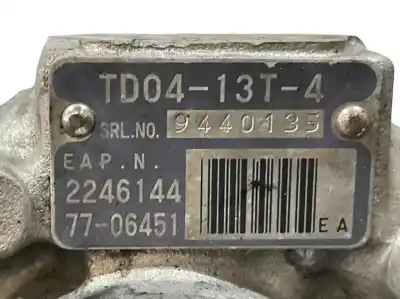 TD04-13T-4
SRL.NO. 9440135
EAP.N.
2246144
77-06451
EA